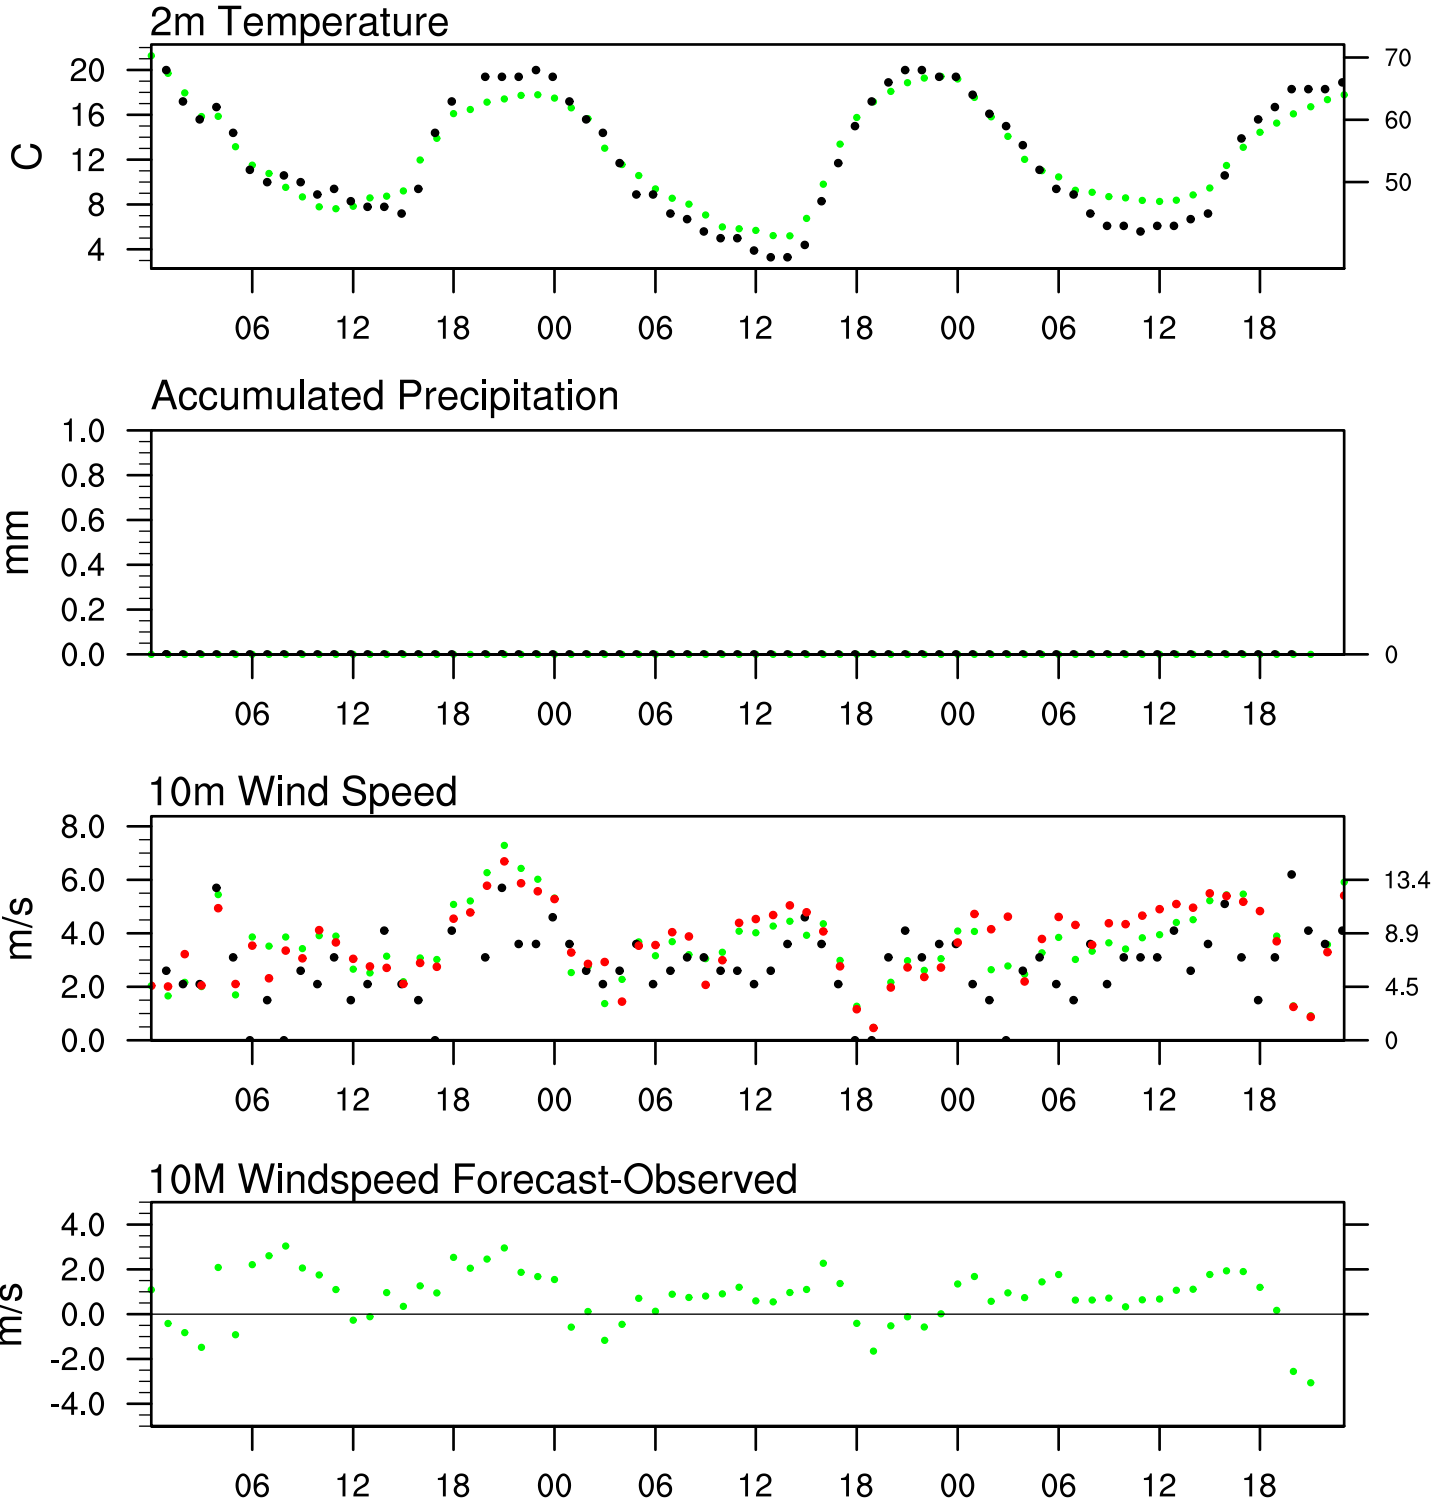 2m Temperature
20
16
12
8
4
C
70
60
50
06 12 18 00 06 12 18 00 06 12 18
Accumulated Precipitation
1.0
0.8
0.6
0.4
0.2
0.0
mm
0
06 12 18 00 06 12 18 00 06 12 18
10m Wind Speed
8.0
6.0
4.0
2.0
0.0
m/s
13.4
8.9
4.5
0
06 12 18 00 06 12 18 00 06 12 18
10M Windspeed Forecast-Observed
4.0
2.0
0.0
-2.0
-4.0
m/s
06 12 18 00 06 12 18 00 06 12 18